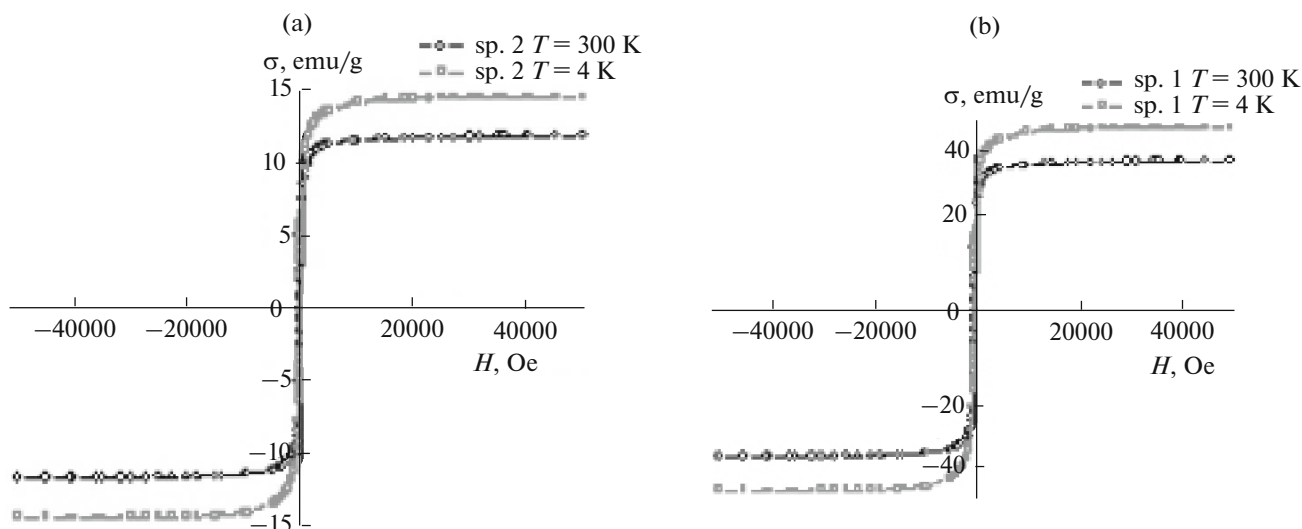 (a)
sp. 2 T = 300 K
σ, emu/g
sp. 2 T = 4 K
15
10
5
0
−40000 −20000 20000 40000
H, Oe
−5
−10
−15
(b)
sp. 1 T = 300 K
σ, emu/g
sp. 1 T = 4 K
40
20
0
−40000 −20000 20000 40000
H, Oe
−20
−40